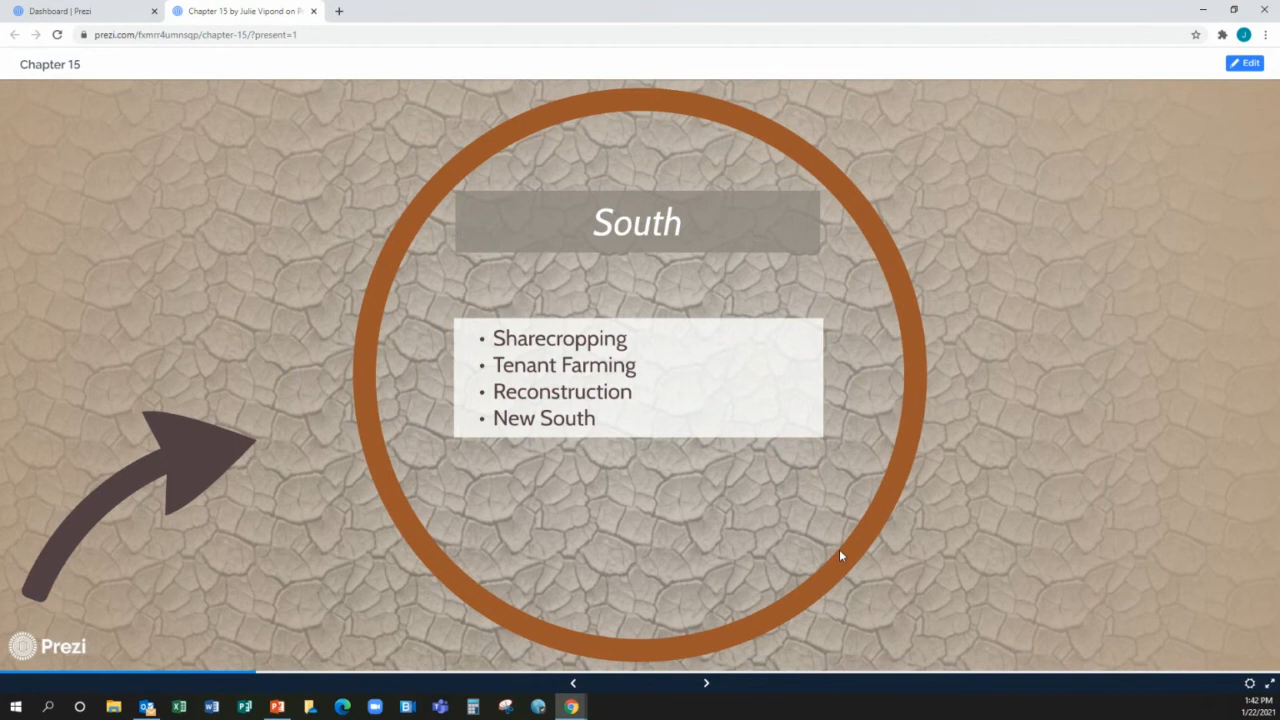 Dashboard | Prezi
Chapter 15 by Julie Vipond on Pr
prezi.com/fxmrr4umnsqp/chapter-15/?present=1
J
Chapter 15
Edit
South
• Sharecropping
• Tenant Farming
• Reconstruction
• New South
Prezi
1:42 PM
1/22/2021